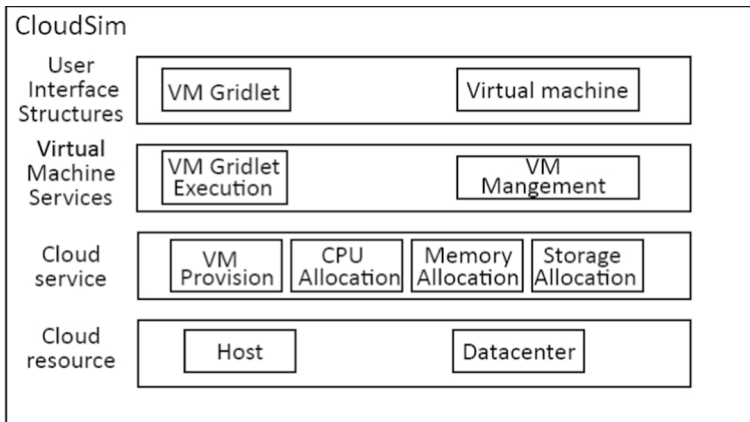 CloudSim
User
Interface
Structures
VM Gridlet
Virtual machine
Virtual
Machine
Services
VM Gridlet
Execution
VM
Mangement
Cloud
service
VM
Provision
CPU
Allocation
Memory
Allocation
Storage
Allocation
Cloud
resource
Host
Datacenter